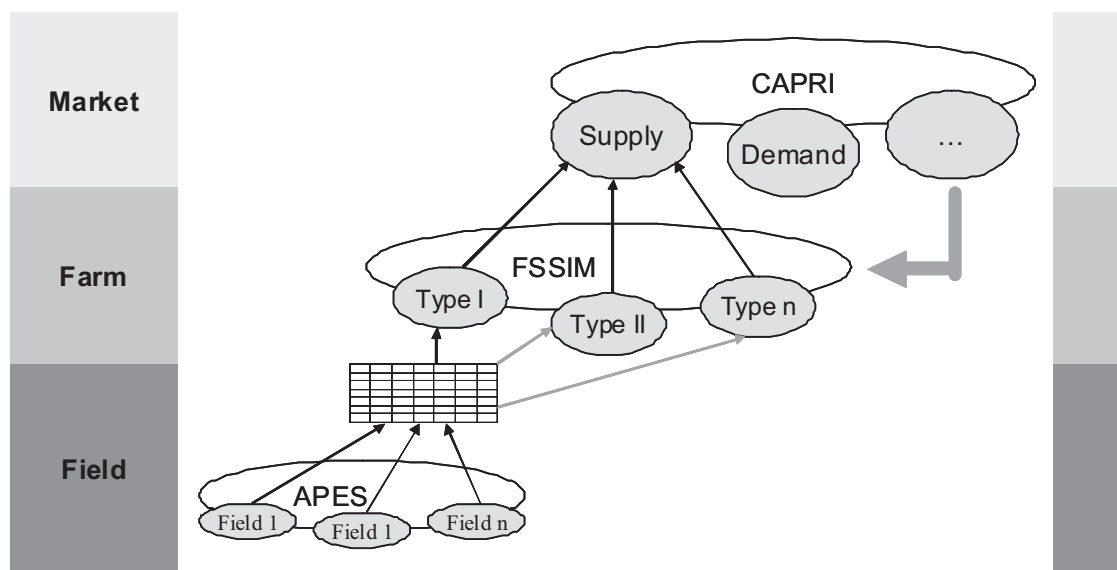 Market
CAPRI
Supply
Demand
...
Farm
FSSIM
Type I
Type II
Type n
Field
APES
Field 1
Field 1
Field n